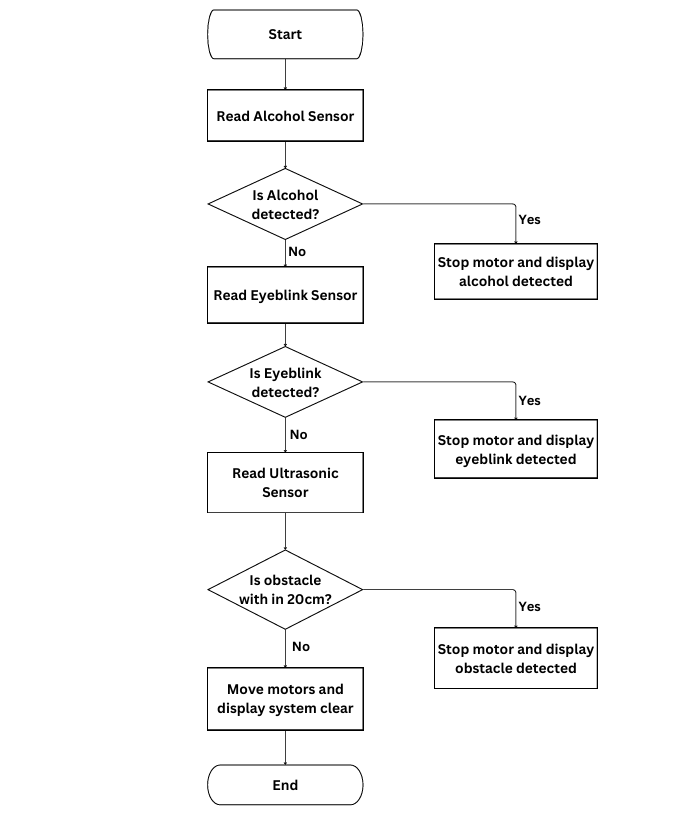 Start
Read Alcohol Sensor
Is Alcohol
detected?
Yes
No
Stop motor and display
alcohol detected
Read Eyeblink Sensor
Is Eyeblink
detected?
Yes
No
Stop motor and display
eyeblink detected
Read Ultrasonic
Sensor
Is obstacle
with in 20cm?
Yes
No
Stop motor and display
obstacle detected
Move motors and
display system clear
End